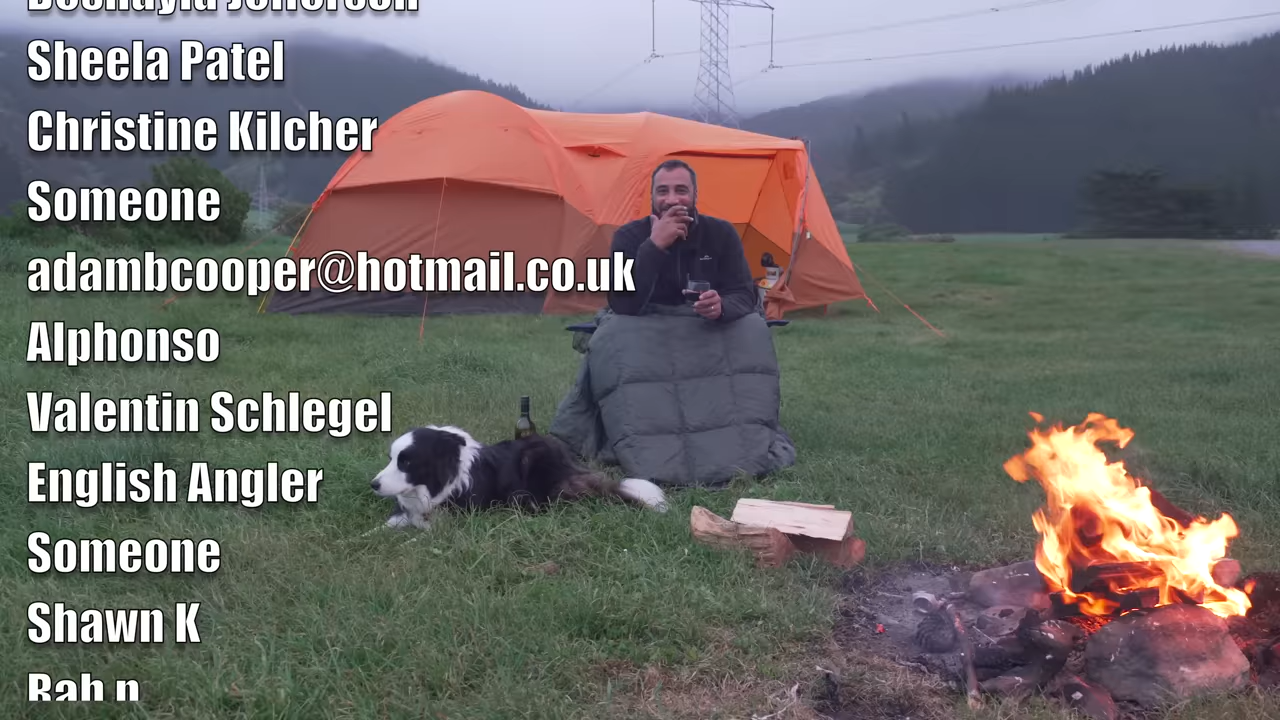 Sheela Patel
Christine Kilcher
Someone
adambcooper@hotmail.co.uk
Alphonso
Valentin Schlegel
English Angler
Someone
Shawn K